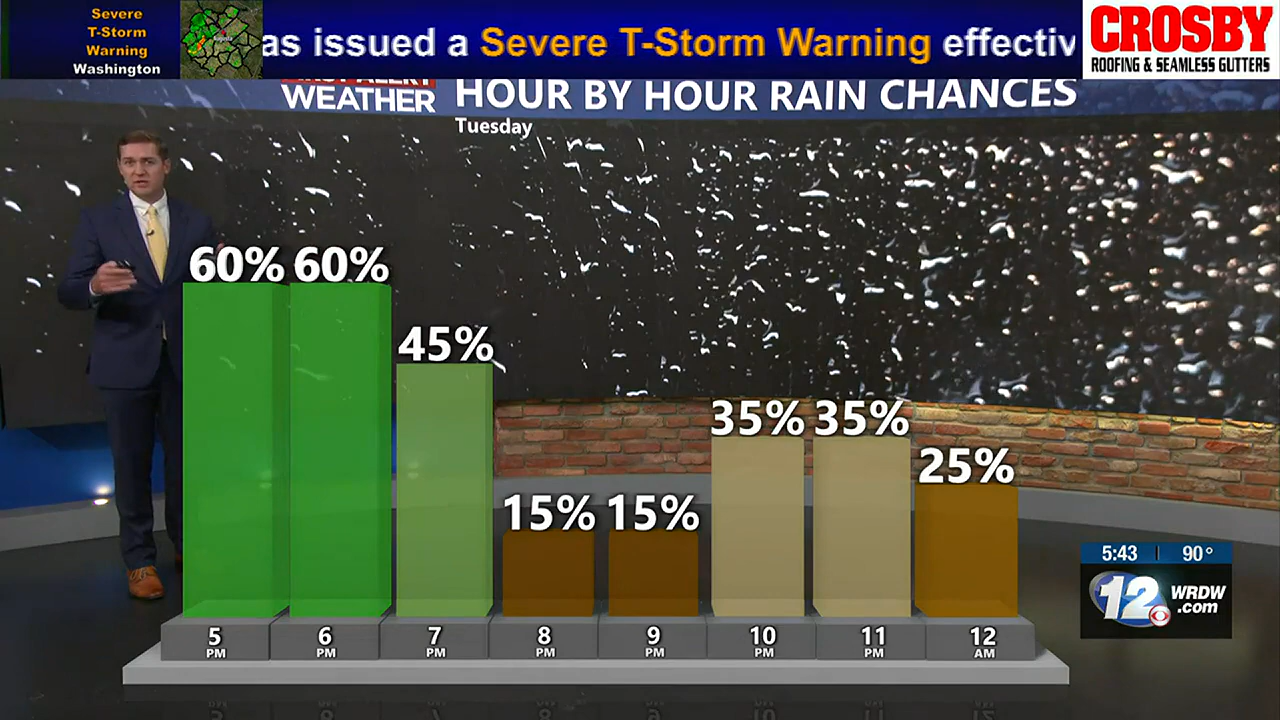 Severe
T-Storm
Warning
Washington
as issued a Severe T-Storm Warning effectiv
CROSBY
ROOFING & SEAMLESS GUTTERS
FIRST ALERT
WEATHER
HOUR BY HOUR RAIN CHANCES
Tuesday
60% 60%
45%
15% 15%
35% 35%
25%
5 PM
6 PM
7 PM
8 PM
9 PM
10 PM
11 PM
12 AM
5:43 90°
12
WRDW
.com